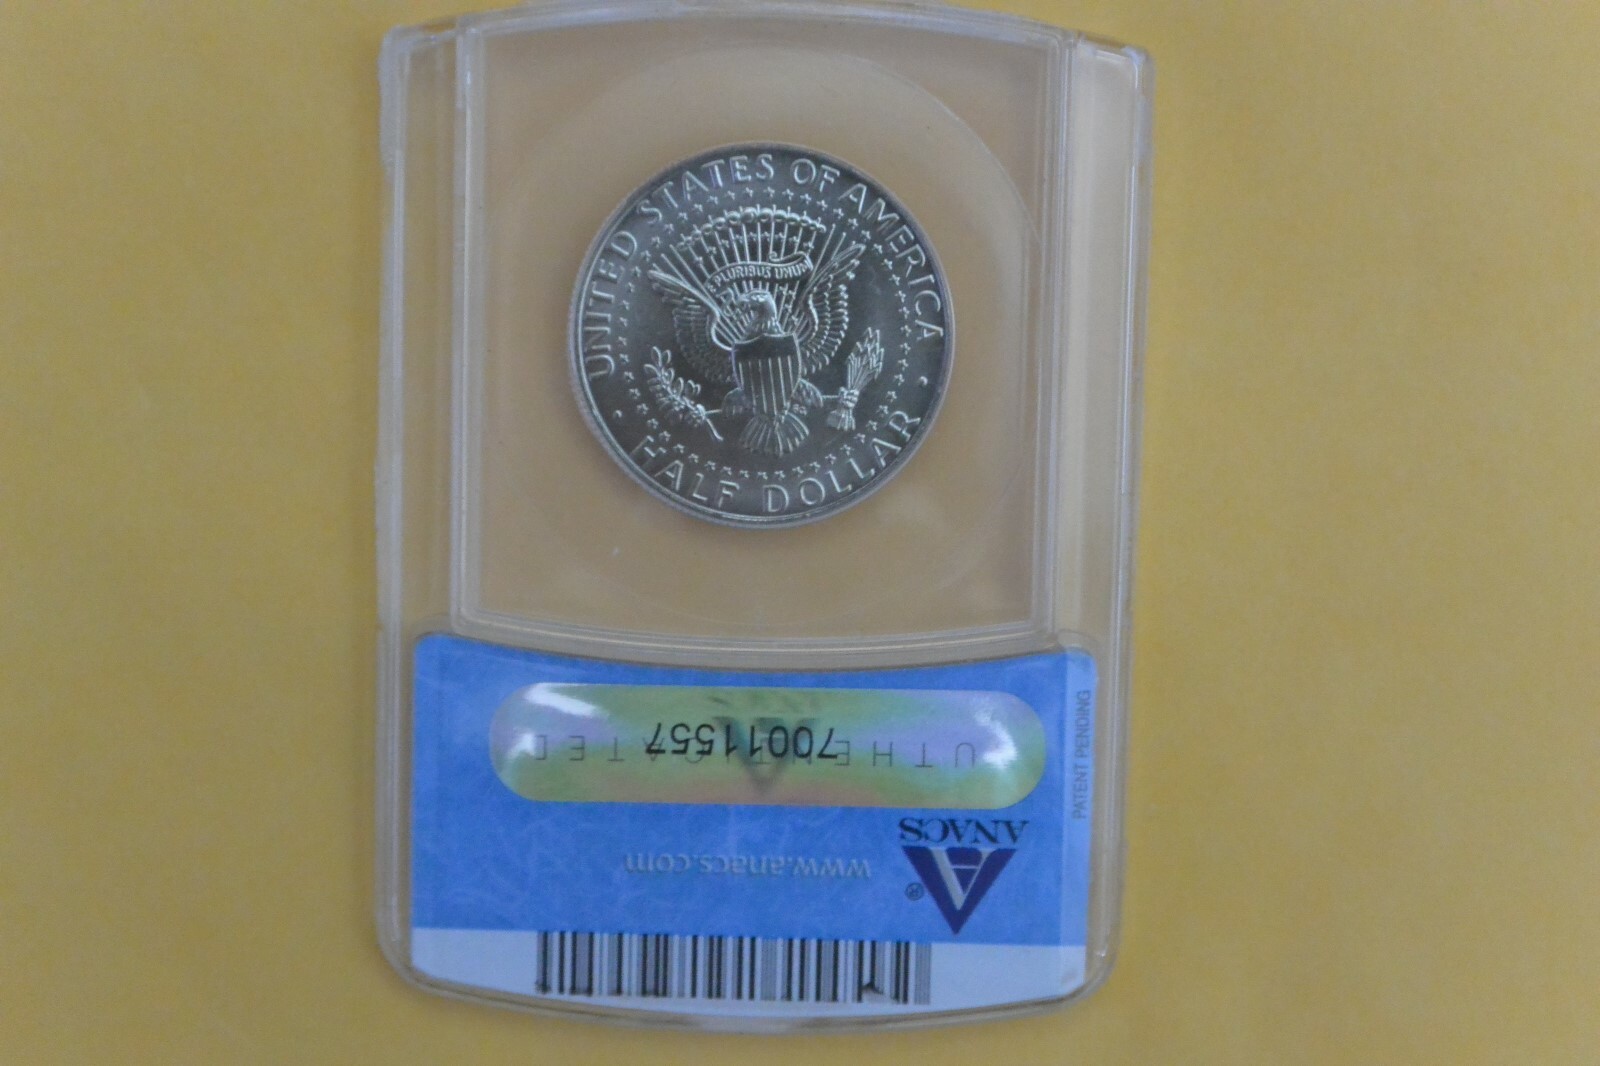 UNITED STATES OF AMERICA
E PLURIBUS UNUM
HALF DOLLAR
PATENT PENDING
70011557
UTHENTICATED
ANACS
www.anacs.com
®